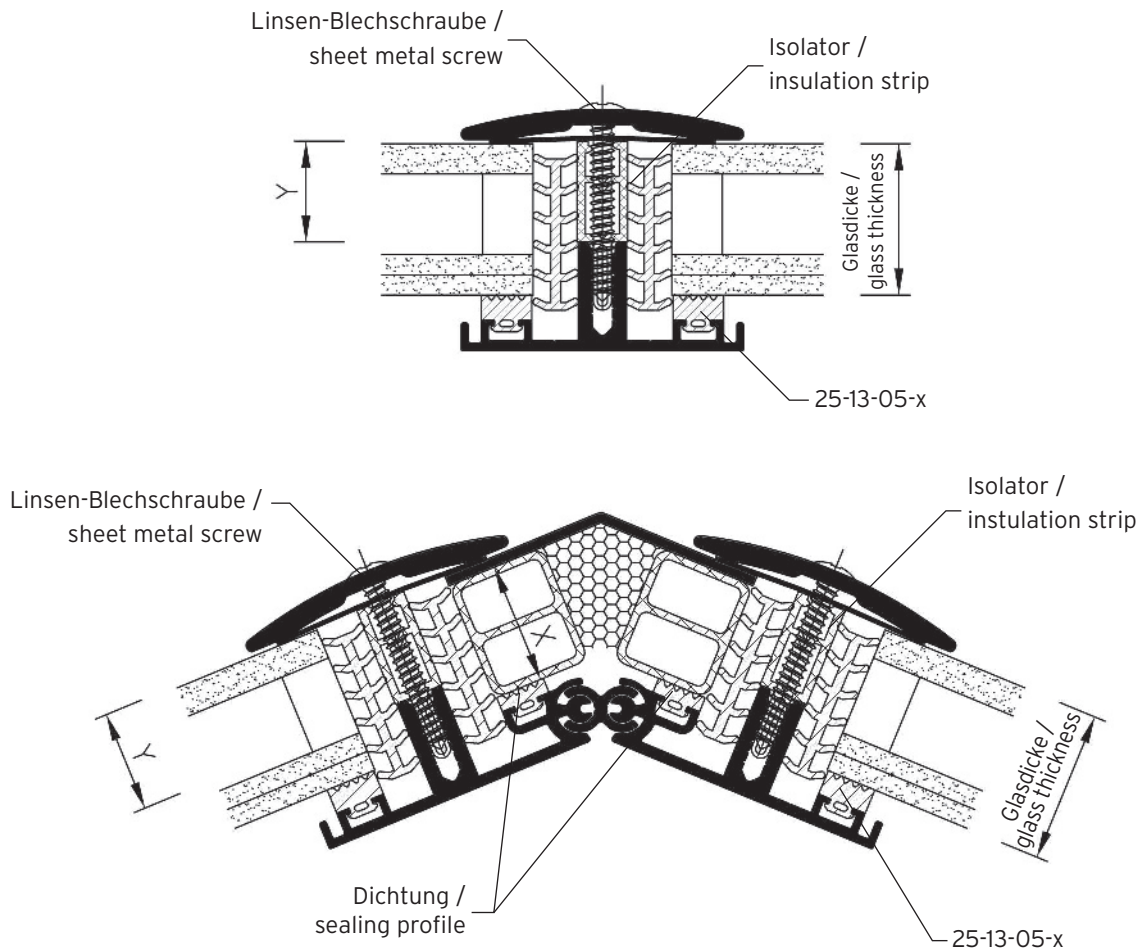 Linsen-Blechschraube /
sheet metal screw
Isolator /
insulation strip
Y
Glasdicke /
glass thickness
25-13-05-x
Linsen-Blechschraube /
sheet metal screw
Isolator /
instulation strip
X
Y
Glasdicke /
glass thickness
Dichtung /
sealing profile
25-13-05-x